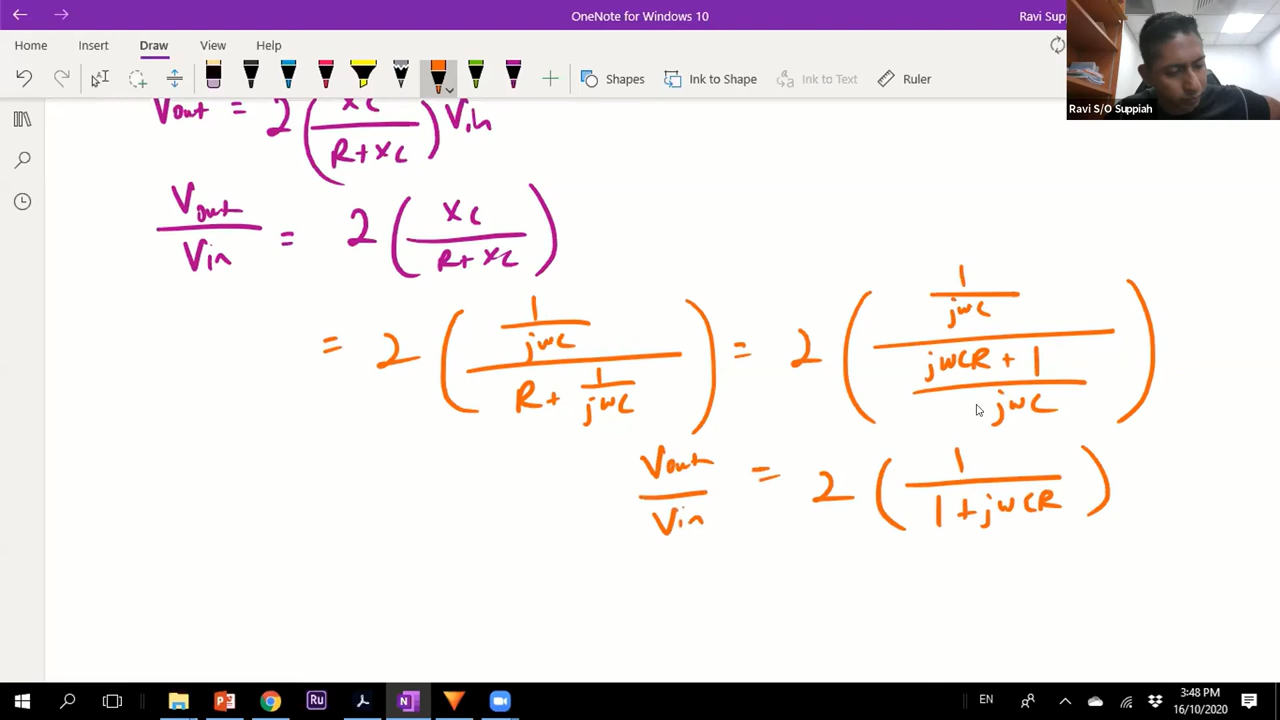 OneNote for Windows 10
Ravi Sup
Home Insert Draw View Help
Shapes Ink to Shape Ink to Text Ruler
Ravi S/O Suppiah
Vout = 2 (XC / R+XC) Vin
Vout / Vin = 2 (XC / R+XC)
= 2 (1/jwC / R + 1/jwC) = 2 (1/jwC / jwCR + 1 / jwC)
Vout / Vin = 2 (1 / 1+jwCR)
EN
3:48 PM
16/10/2020